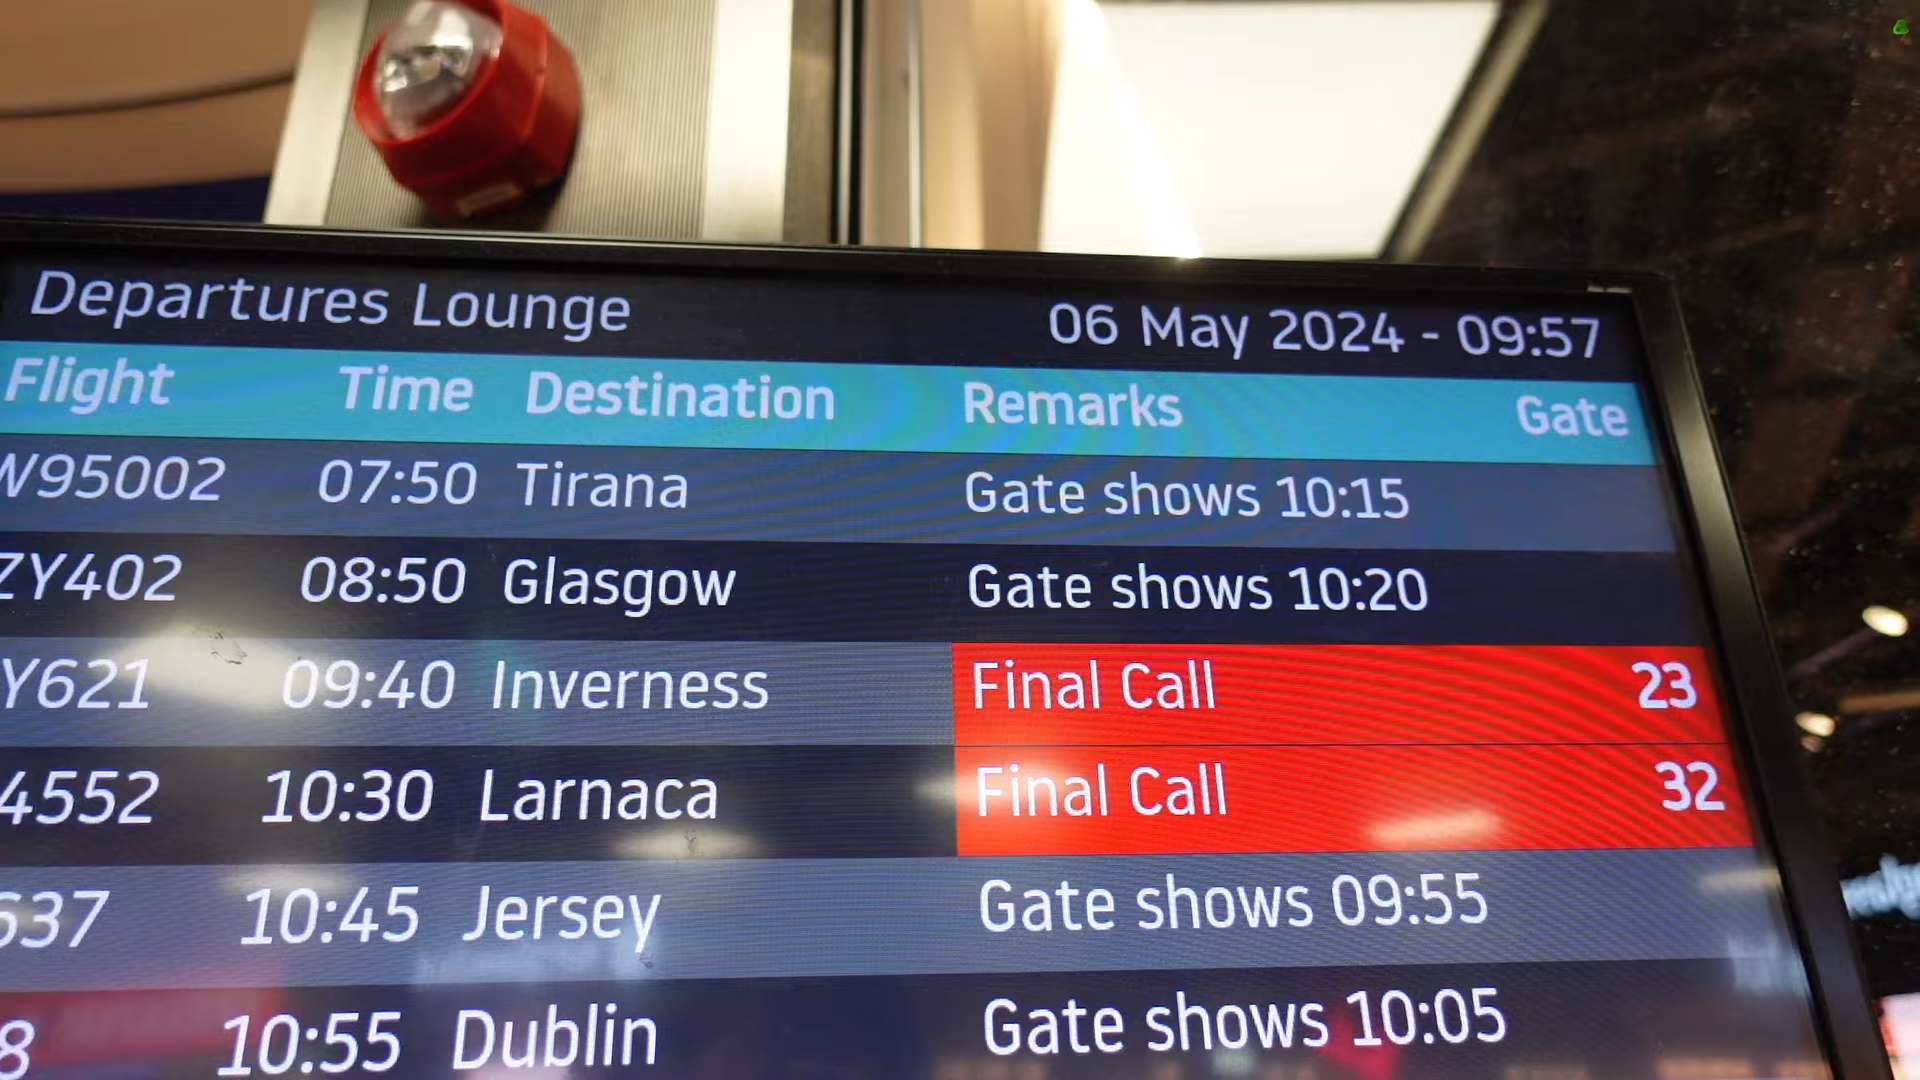 Departures Lounge 06 May 2024 - 09:57
Flight Time Destination Remarks Gate
W95002 07:50 Tirana Gate shows 10:15
ZY402 08:50 Glasgow Gate shows 10:20
Y621 09:40 Inverness Final Call 23
4552 10:30 Larnaca Final Call 32
637 10:45 Jersey Gate shows 09:55
8 10:55 Dublin Gate shows 10:05